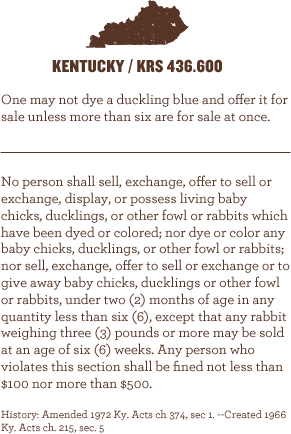 KENTUCKY / KRS 436.600
One may not dye a duckling blue and offer it for
sale unless more than six are for sale at once.
No person shall sell, exchange, offer to sell or
exchange, display, or possess living baby
chicks, ducklings, or other fowl or rabbits which
have been dyed or colored; nor dye or color any
baby chicks, ducklings, or other fowl or rabbits;
nor sell, exchange, offer to sell or exchange or to
give away baby chicks, ducklings or other fowl
or rabbits, under two (2) months of age in any
quantity less than six (6), except that any rabbit
weighing three (3) pounds or more may be sold
at an age of six (6) weeks. Any person who
violates this section shall be fined not less than
$100 nor more than $500.
History: Amended 1972 Ky. Acts ch 374, sec 1. --Created 1966
Ky. Acts ch. 215, sec. 5